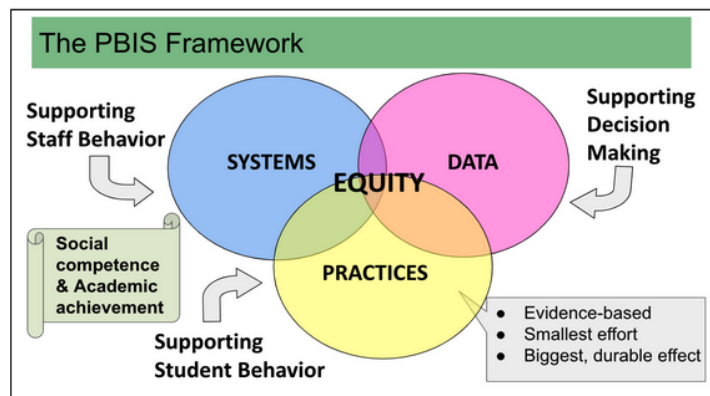 The PBIS Framework
Supporting
Staff Behavior
Supporting
Decision
Making
SYSTEMS
DATA
EQUITY
Social
competence
& Academic
achievement
PRACTICES
Supporting
Student Behavior
● Evidence-based
● Smallest effort
● Biggest, durable effect